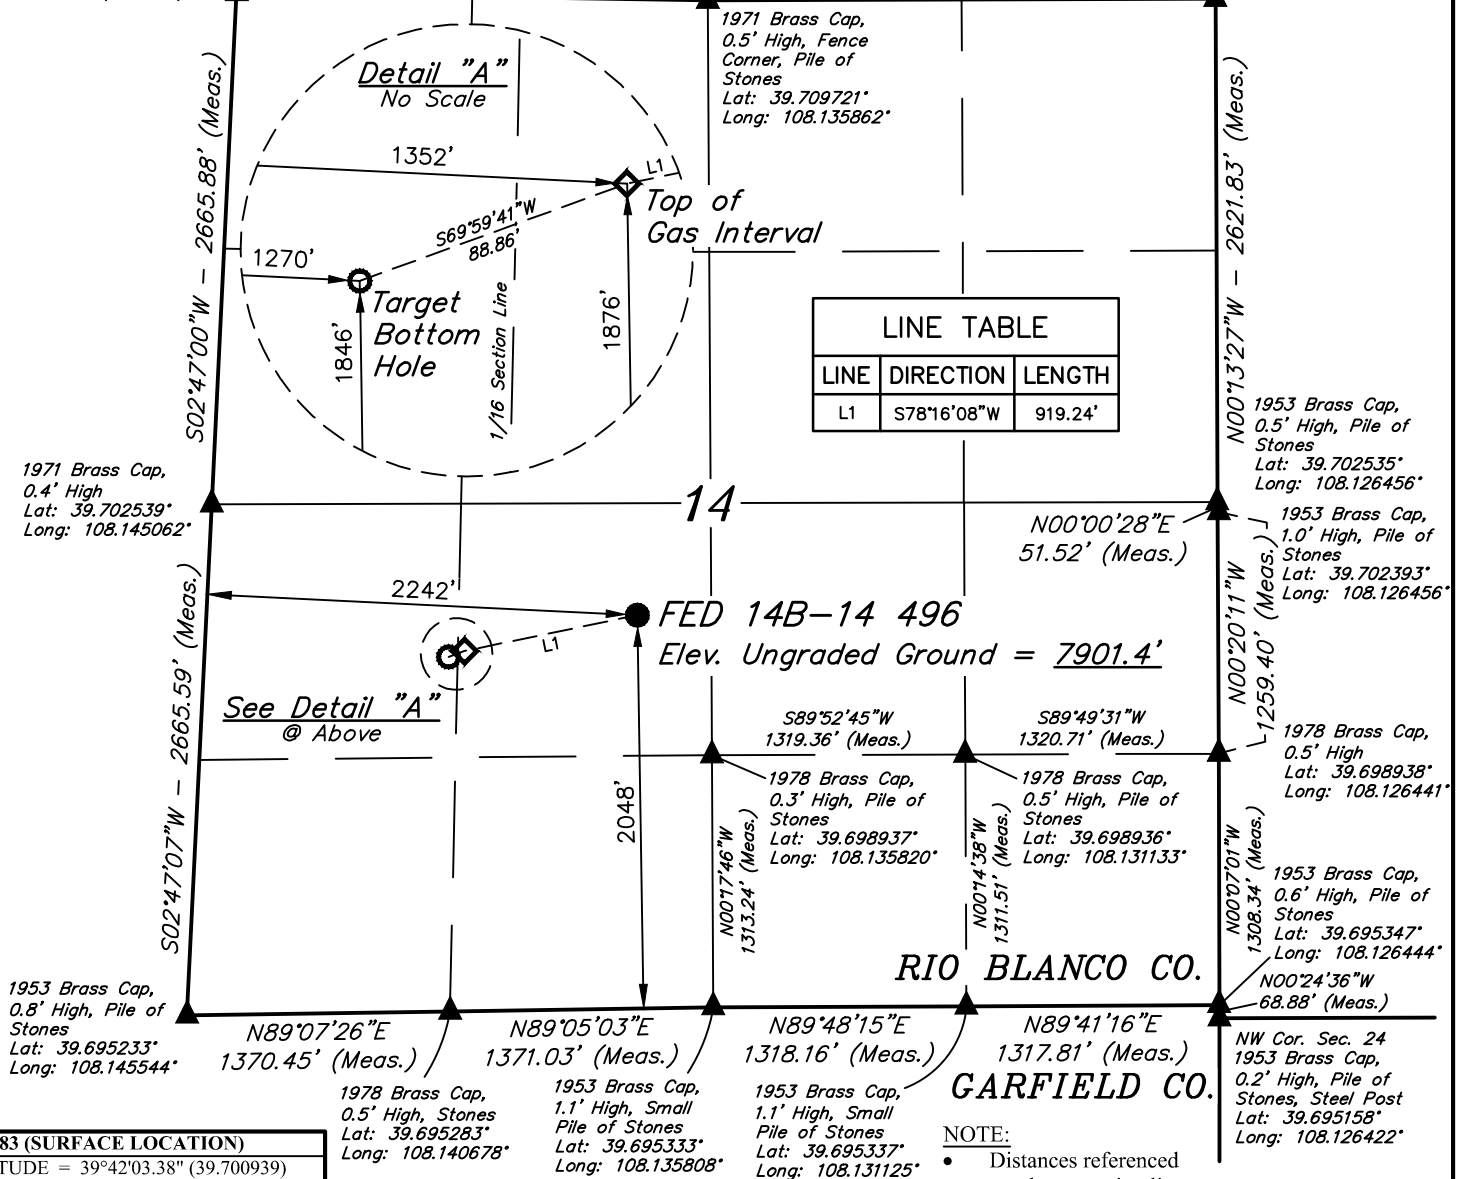 1971 Brass Cap,
0.5' High, Fence
Corner, Pile of
Stones
Lat: 39.709721°
Long: 108.135862°
Detail "A"
No Scale
S02°47'00"W - 2665.88' (Meas.)
1352'
L1
Top of
Gas Interval
S69°59'41"W
88.86'
1270'
Target
Bottom
Hole
1846'
1876'
1/16 Section Line
N00°13'27"W - 2621.83' (Meas.)
LINE TABLE
LINE DIRECTION LENGTH
L1 S78°16'08"W 919.24'
1953 Brass Cap,
0.5' High, Pile of
Stones
Lat: 39.702535°
Long: 108.126456°
1971 Brass Cap,
0.4' High
Lat: 39.702539°
Long: 108.145062°
14
N00°00'28"E
51.52' (Meas.)
1953 Brass Cap,
1.0' High, Pile of
Stones
Lat: 39.702393°
Long: 108.126456°
2242'
FED 14B-14 496
Elev. Ungraded Ground = 7901.4'
L1
See Detail "A"
@ Above
S02°47'07"W - 2665.59' (Meas.)
N00°20'11"W
1259.40' (Meas.)
S89°52'45"W
1319.36' (Meas.)
S89°49'31"W
1320.71' (Meas.)
1978 Brass Cap,
0.5' High
Lat: 39.698938°
Long: 108.126441°
2048'
1978 Brass Cap,
0.3' High, Pile of
Stones
Lat: 39.698937°
Long: 108.135820°
1978 Brass Cap,
0.5' High, Pile of
Stones
Lat: 39.698936°
Long: 108.131133°
N00°17'46"W
1313.24' (Meas.)
N00°14'38"W
1311.51' (Meas.)
N00°07'01"W
1308.34' (Meas.)
1953 Brass Cap,
0.6' High, Pile of
Stones
Lat: 39.695347°
Long: 108.126444°
RIO BLANCO CO.
N00°24'36"W
68.88' (Meas.)
1953 Brass Cap,
0.8' High, Pile of
Stones
Lat: 39.695233°
Long: 108.145544°
N89°07'26"E
1370.45' (Meas.)
N89°05'03"E
1371.03' (Meas.)
N89°48'15"E
1318.16' (Meas.)
N89°41'16"E
1317.81' (Meas.)
GARFIELD CO.
NW Cor. Sec. 24
1953 Brass Cap,
0.2' High, Pile of
Stones, Steel Post
Lat: 39.695158°
Long: 108.126422°
1978 Brass Cap,
0.5' High, Stones
Lat: 39.695283°
Long: 108.140678°
1953 Brass Cap,
1.1' High, Small
Pile of Stones
Lat: 39.695333°
Long: 108.135808°
1953 Brass Cap,
1.1' High, Small
Pile of Stones
Lat: 39.695337°
Long: 108.131125°
83 (SURFACE LOCATION)
TUDE = 39°42'03.38" (39.700939)
NOTE:
• Distances referenced